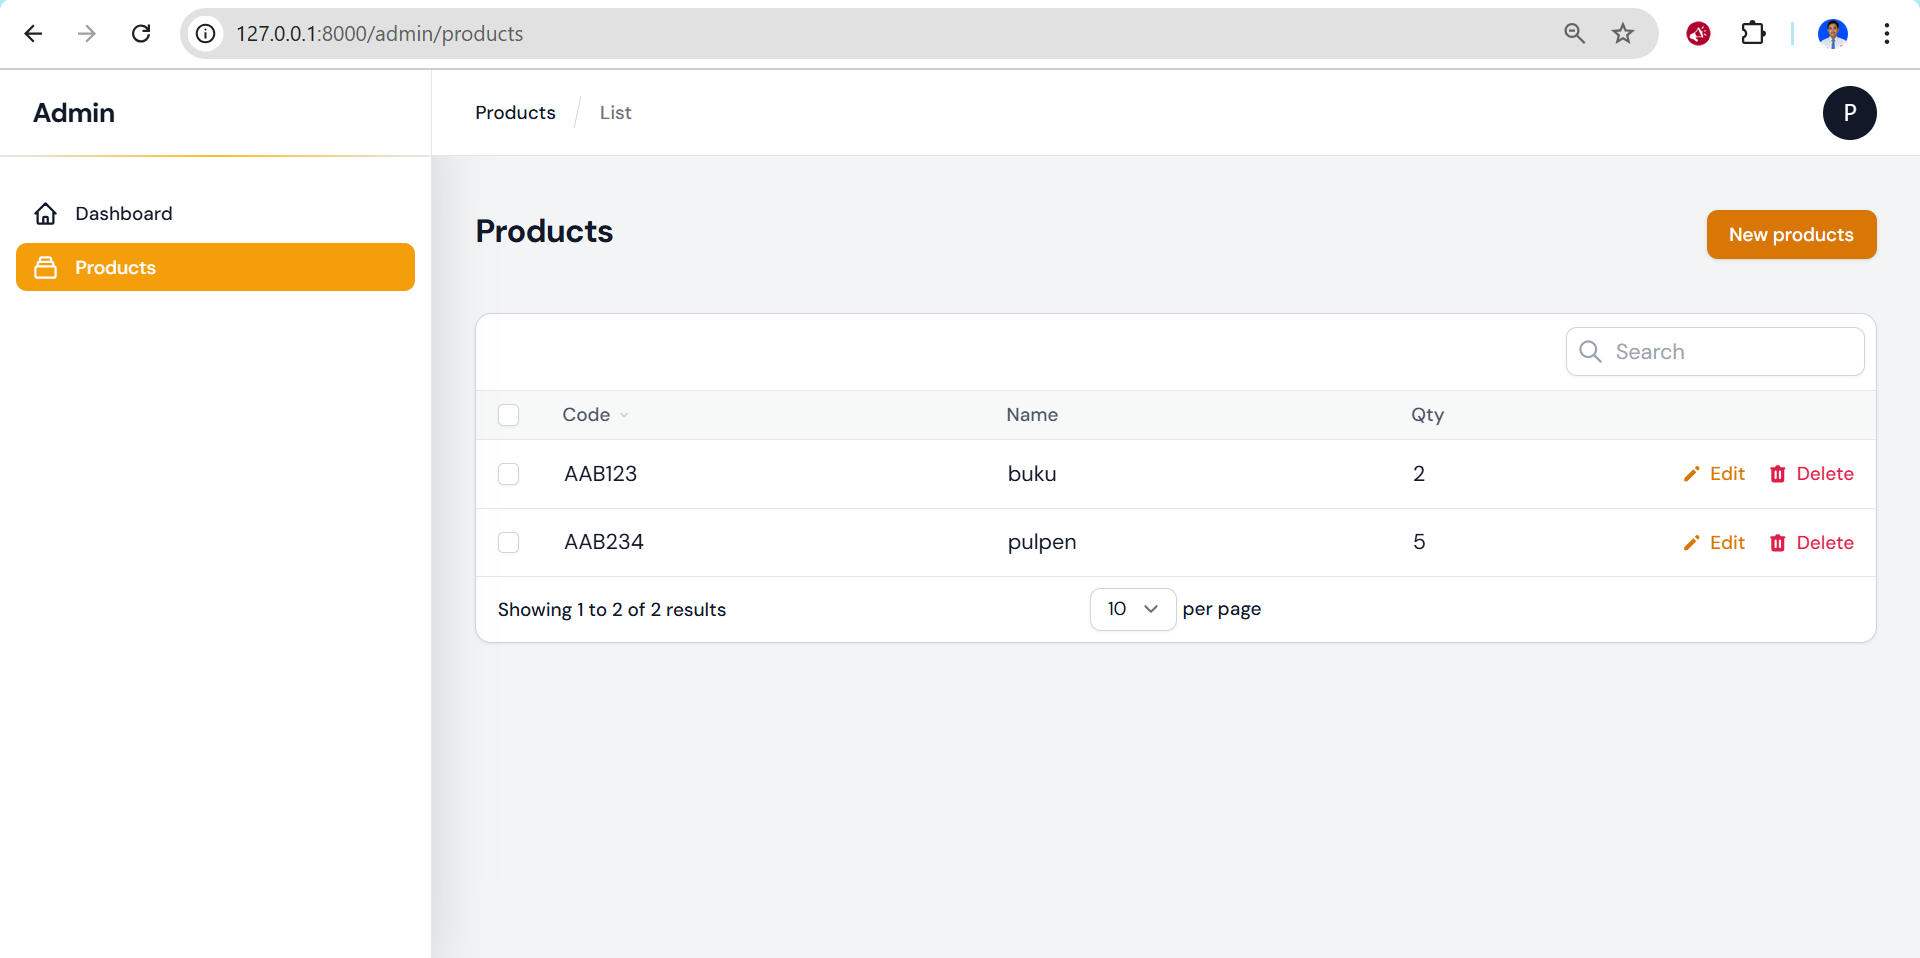 127.0.0.1:8000/admin/products
Admin
Products / List
P
Dashboard
Products
Products
New products
Search
Code Name Qty
AAB123 buku 2 Edit Delete
AAB234 pulpen 5 Edit Delete
Showing 1 to 2 of 2 results 10 per page